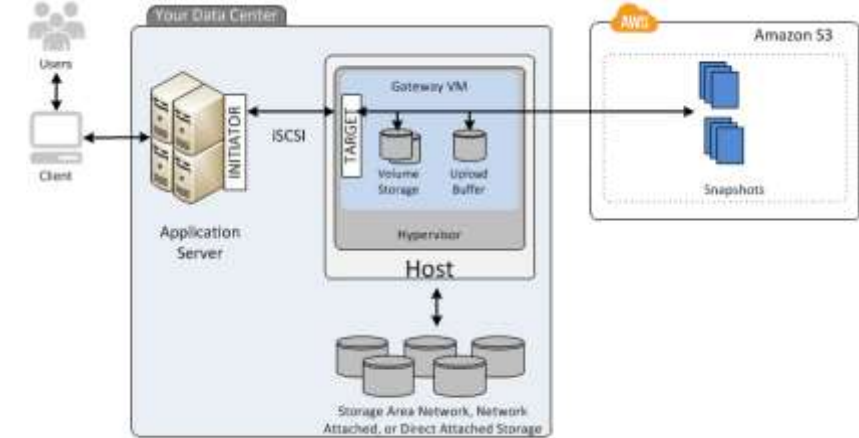 Your Data Center
AWS
Amazon S3
Users
Client
INITIATOR
iSCSI
TARGET
Gateway VM
Volume
Storage
Upload
Buffer
Snapshots
Application
Server
Hypervisor
Host
Storage Area Network, Network
Attached, or Direct Attached Storage